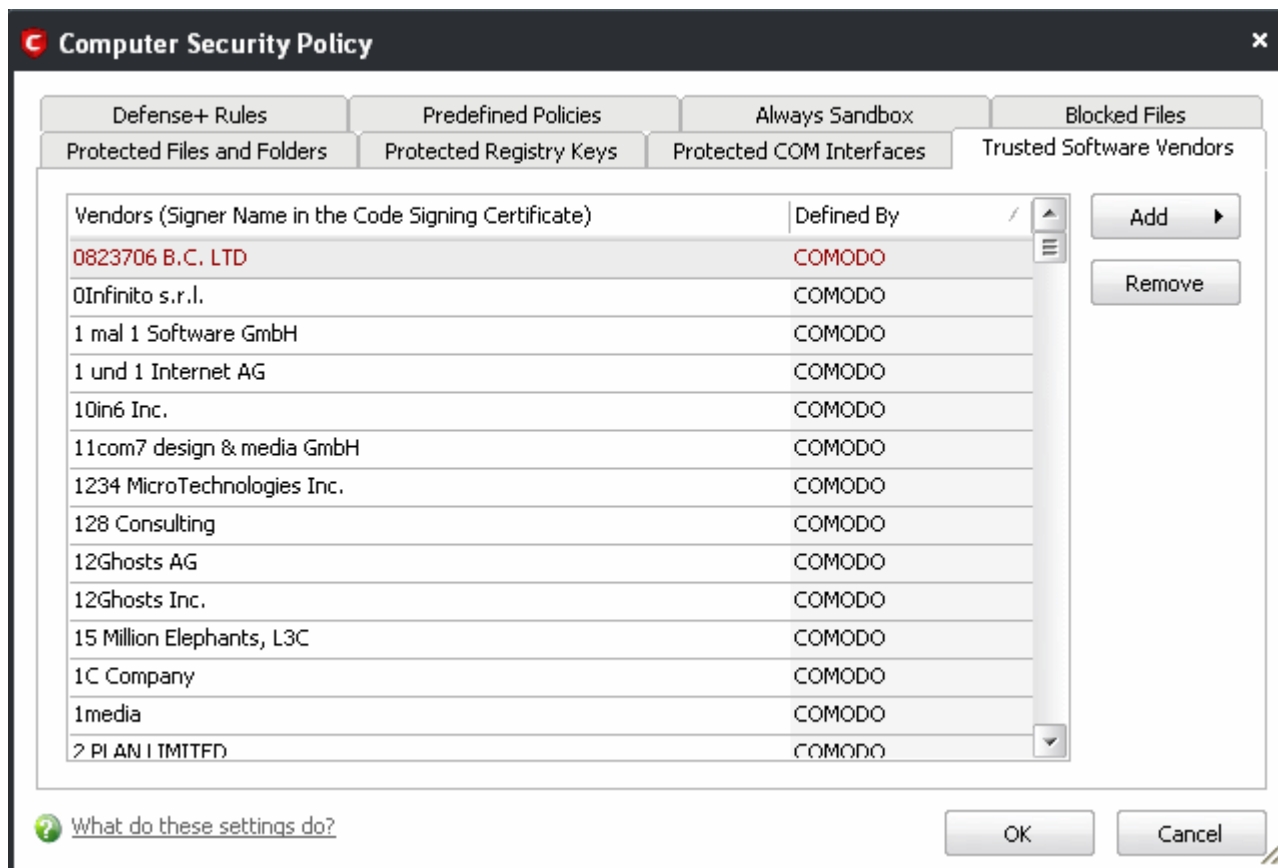 Computer Security Policy
Defense+ Rules Predefined Policies Always Sandbox Blocked Files
Protected Files and Folders Protected Registry Keys Protected COM Interfaces Trusted Software Vendors
Vendors (Signer Name in the Code Signing Certificate) Defined By
Add
0823706 B.C. LTD COMODO
Remove
0Infinito s.r.l. COMODO
1 mal 1 Software GmbH COMODO
1 und 1 Internet AG COMODO
10in6 Inc. COMODO
11com7 design & media GmbH COMODO
1234 MicroTechnologies Inc. COMODO
128 Consulting COMODO
12Ghosts AG COMODO
12Ghosts Inc. COMODO
15 Million Elephants, L3C COMODO
1C Company COMODO
1media COMODO
2 PLAN LIMITED COMODO
What do these settings do?
OK Cancel